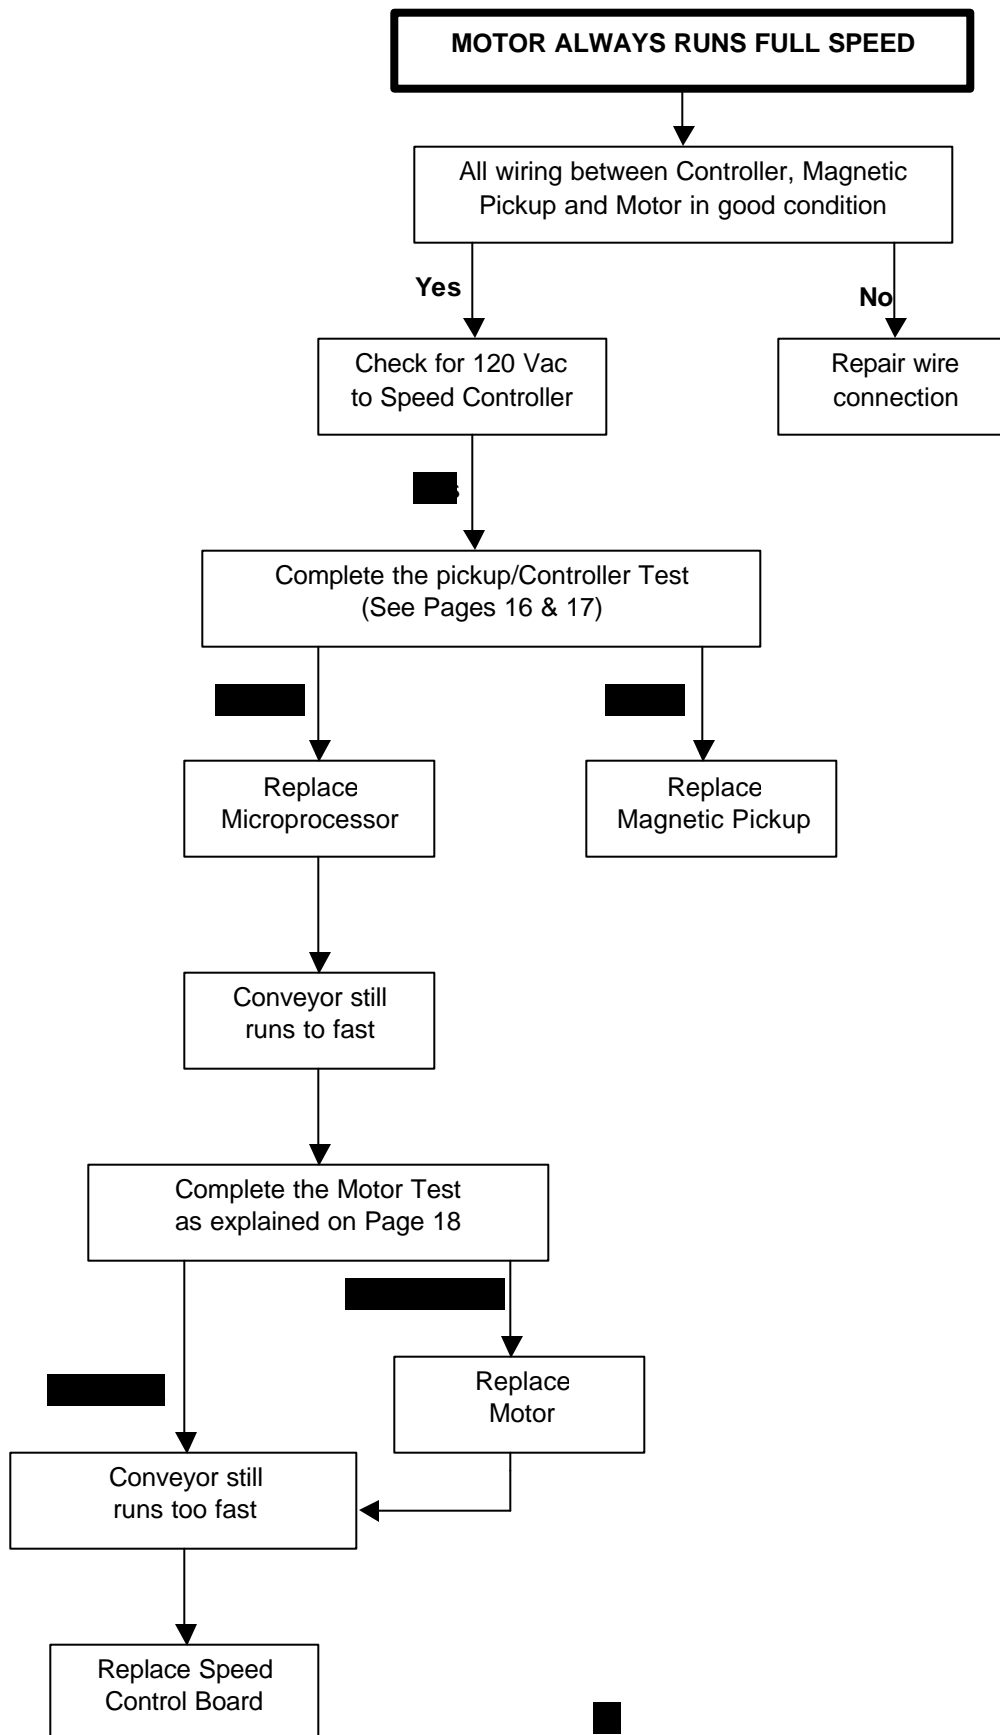 MOTOR ALWAYS RUNS FULL SPEED
All wiring between Controller, Magnetic
Pickup and Motor in good condition
Yes
No
Check for 120 Vac
to Speed Controller
Repair wire
connection
Complete the pickup/Controller Test
(See Pages 16 & 17)
Replace
Microprocessor
Replace
Magnetic Pickup
Conveyor still
runs to fast
Complete the Motor Test
as explained on Page 18
Replace
Motor
Conveyor still
runs too fast
Replace Speed
Control Board